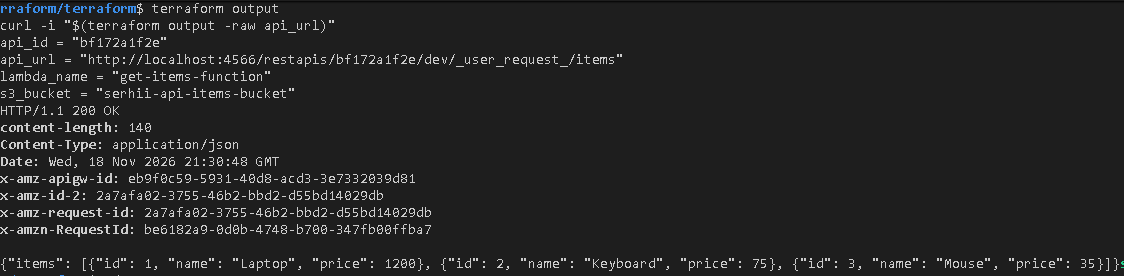 rraform/terraform$ terraform output
curl -i "$(terraform output -raw api_url)"
api_id = "bf172a1f2e"
api_url = "http://localhost:4566/restapis/bf172a1f2e/dev/_user_request_/items"
lambda_name = "get-items-function"
s3_bucket = "serhii-api-items-bucket"
HTTP/1.1 200 OK
content-length: 140
Content-Type: application/json
Date: Wed, 18 Nov 2026 21:30:48 GMT
x-amz-apigw-id: eb9f0c59-5931-40d8-acd3-3e7332039d81
x-amz-id-2: 2a7afa02-3755-46b2-bbd2-d55bd14029db
x-amz-request-id: 2a7afa02-3755-46b2-bbd2-d55bd14029db
x-amzn-RequestId: be6182a9-0d0b-4748-b700-347fb00ffba7
{"items": [{"id": 1, "name": "Laptop", "price": 1200}, {"id": 2, "name": "Keyboard", "price": 75}, {"id": 3, "name": "Mouse", "price": 35}]}